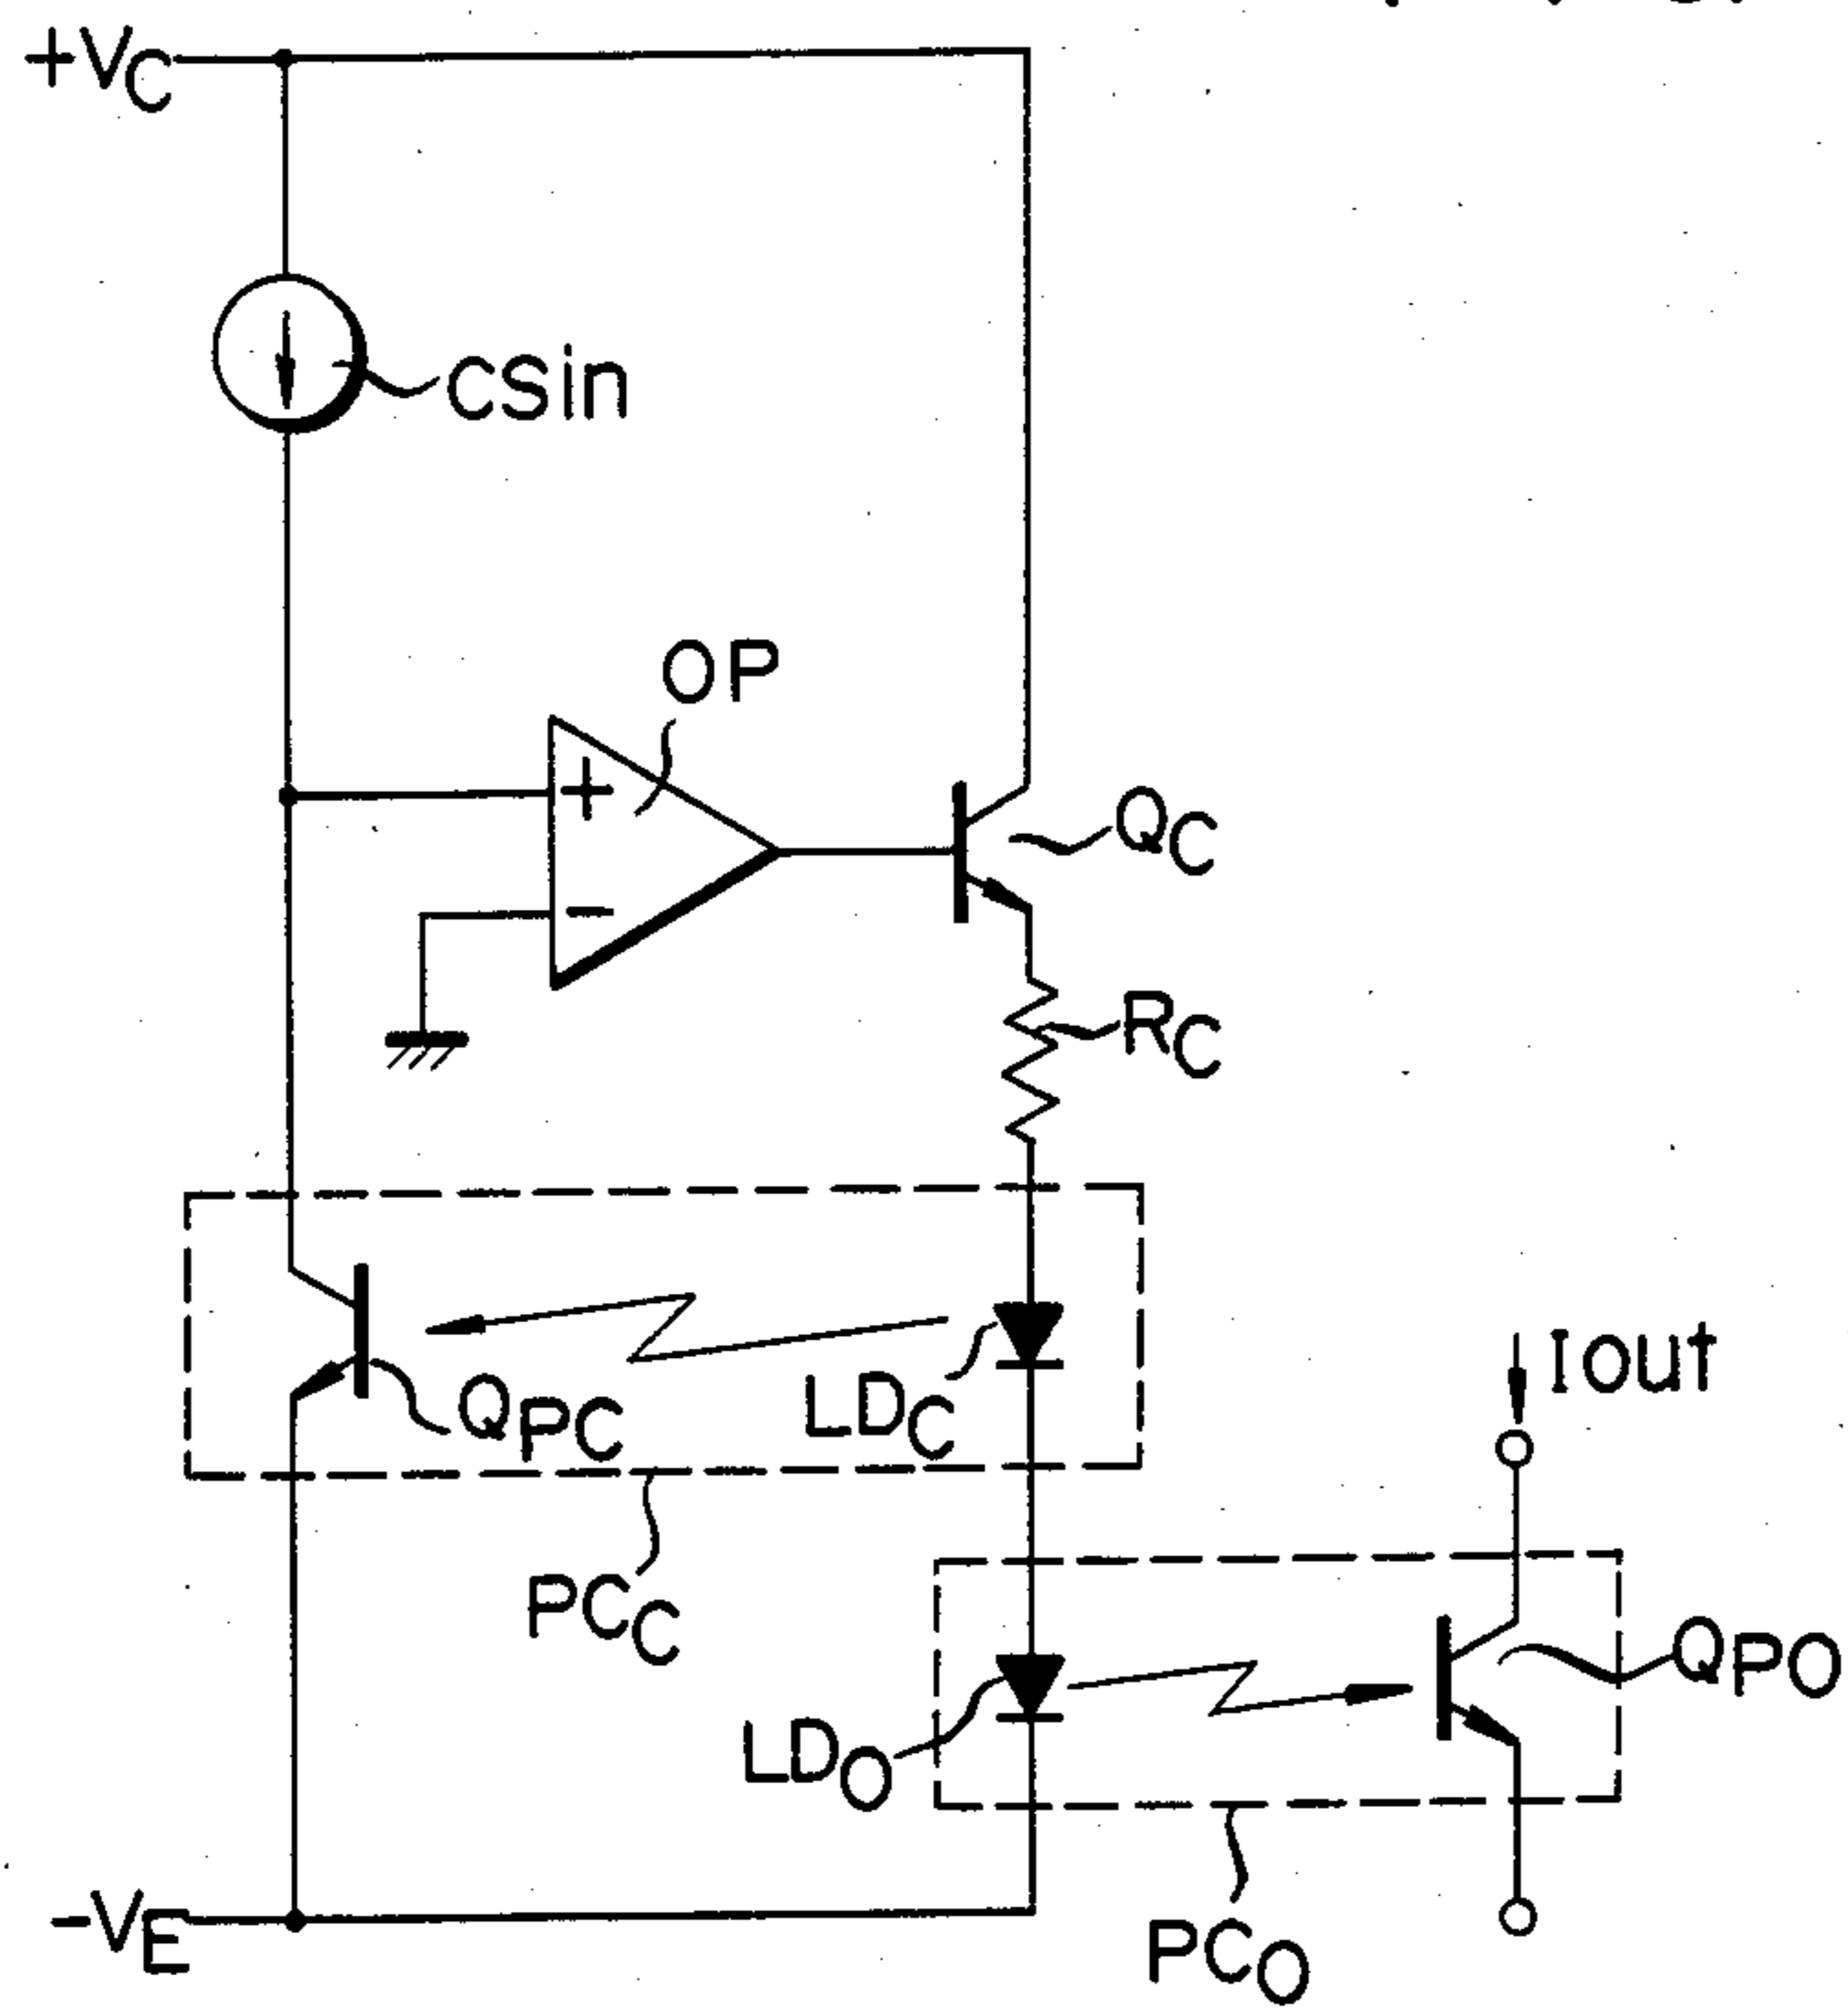 +VC
CSin
OP
+
QC
-
RC
Iout
QPC
LDC
PCC
QPO
LDO
-VE
PCO